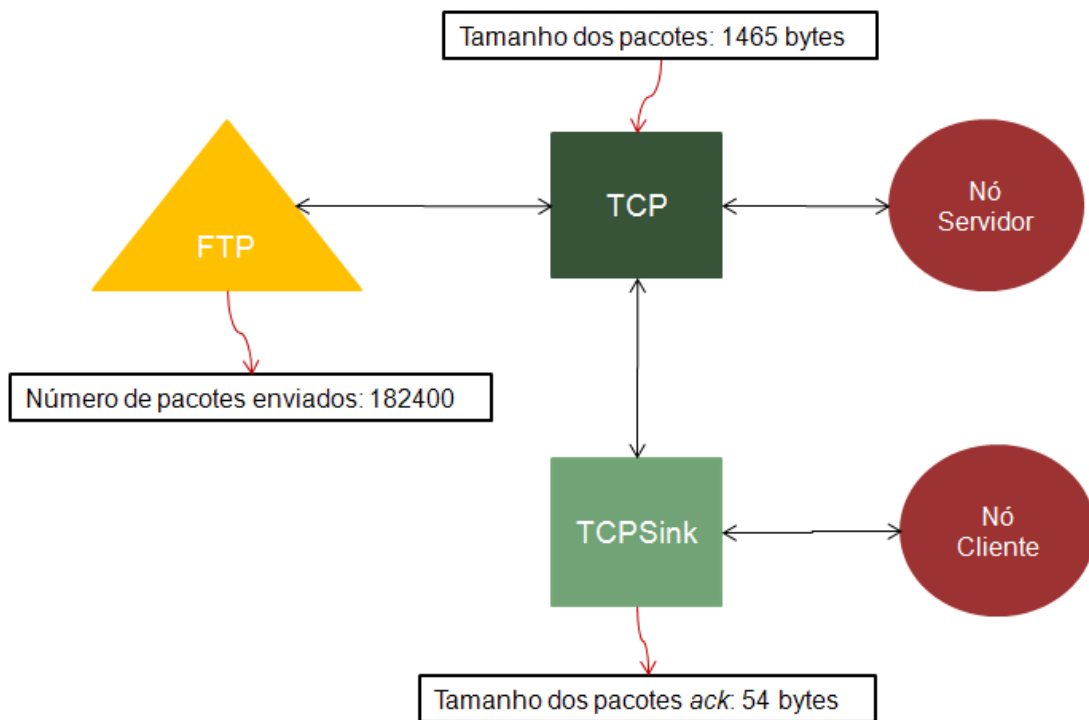 Tamanho dos pacotes: 1465 bytes
TCP
Nó
Servidor
FTP
Número de pacotes enviados: 182400
TCPSink
Nó
Cliente
Tamanho dos pacotes ack: 54 bytes